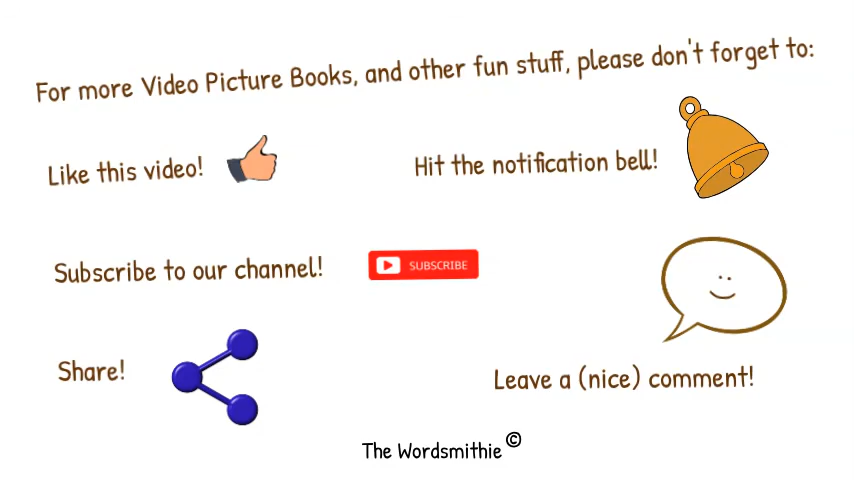 For more Video Picture Books, and other fun stuff, please don't forget to:
Like this video!
Hit the notification bell!
Subscribe to our channel!
SUBSCRIBE
Share!
Leave a (nice) comment!
The Wordsmithie ©